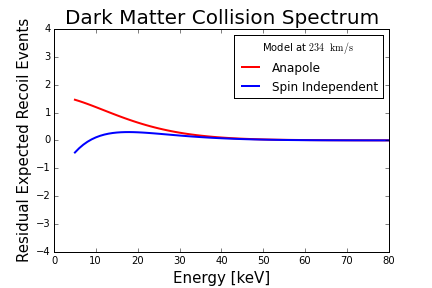 Dark Matter Collision Spectrum
Residual Expected Recoil Events
4
3
2
1
0
−1
−2
−3
−4
Model at 234 km/s
Anapole
Spin Independent
0 10 20 30 40 50 60 70 80
Energy [keV]